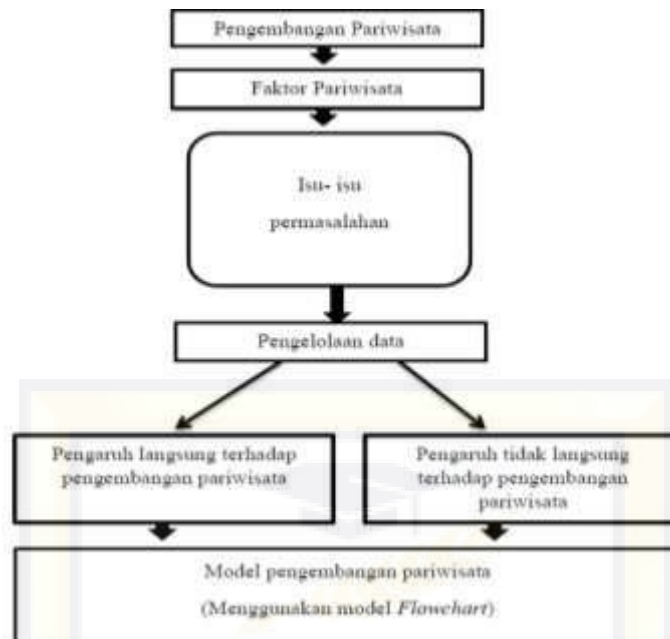 Pengembangan Pariwisata
Faktor Pariwisata
Isu- isu
permasalahan
Pengelolaan data
Pengaruh langsung terhadap
pengembangan pariwisata
Pengaruh tidak langsung
terhadap pengembangan
pariwisata
Model pengembangan pariwisata
(Menggunakan model Flowchart)